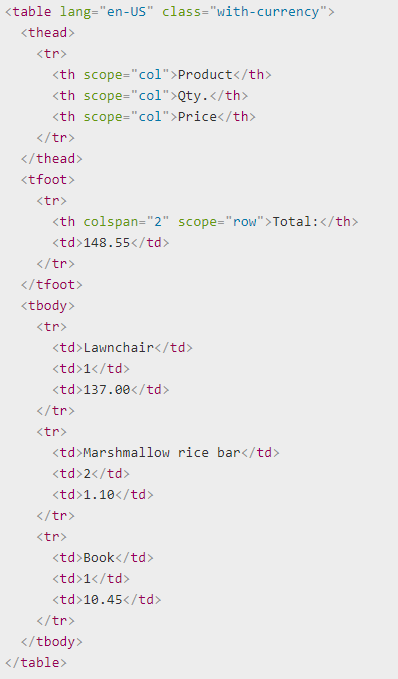 <table lang="en-US" class="with-currency">
  <thead>
    <tr>
      <th scope="col">Product</th>
      <th scope="col">Qty.</th>
      <th scope="col">Price</th>
    </tr>
  </thead>
  <tfoot>
    <tr>
      <th colspan="2" scope="row">Total:</th>
      <td>148.55</td>
    </tr>
  </tfoot>
  <tbody>
    <tr>
      <td>Lawnchair</td>
      <td>1</td>
      <td>137.00</td>
    </tr>
    <tr>
      <td>Marshmallow rice bar</td>
      <td>2</td>
      <td>1.10</td>
    </tr>
    <tr>
      <td>Book</td>
      <td>1</td>
      <td>10.45</td>
    </tr>
  </tbody>
</table>